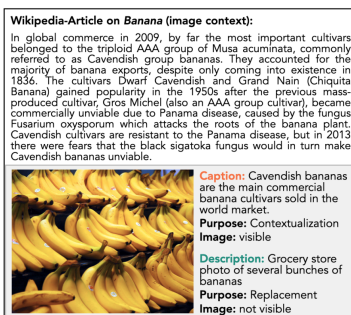 Wikipedia-Article on Banana (image context):
In global commerce in 2009, by far the most important cultivars
belonged to the triploid AAA group of Musa acuminata, commonly
referred to as Cavendish group bananas. They accounted for the
majority of banana exports, despite only coming into existence in
1836. The cultivars Dwarf Cavendish and Grand Nain (Chiquita
Banana) gained popularity in the 1950s after the previous mass-
produced cultivar, Gros Michel (also an AAA group cultivar), became
commercially unviable due to Panama disease, caused by the fungus
Fusarium oxysporum which attacks the roots of the banana plant.
Cavendish cultivars are resistant to the Panama disease, but in 2013
there were fears that the black sigatoka fungus would in turn make
Cavendish bananas unviable.
Caption: Cavendish bananas
are the main commercial
banana cultivars sold in the
world market.
Purpose: Contextualization
Image: visible
Description: Grocery store
photo of several bunches of
bananas
Purpose: Replacement
Image: not visible